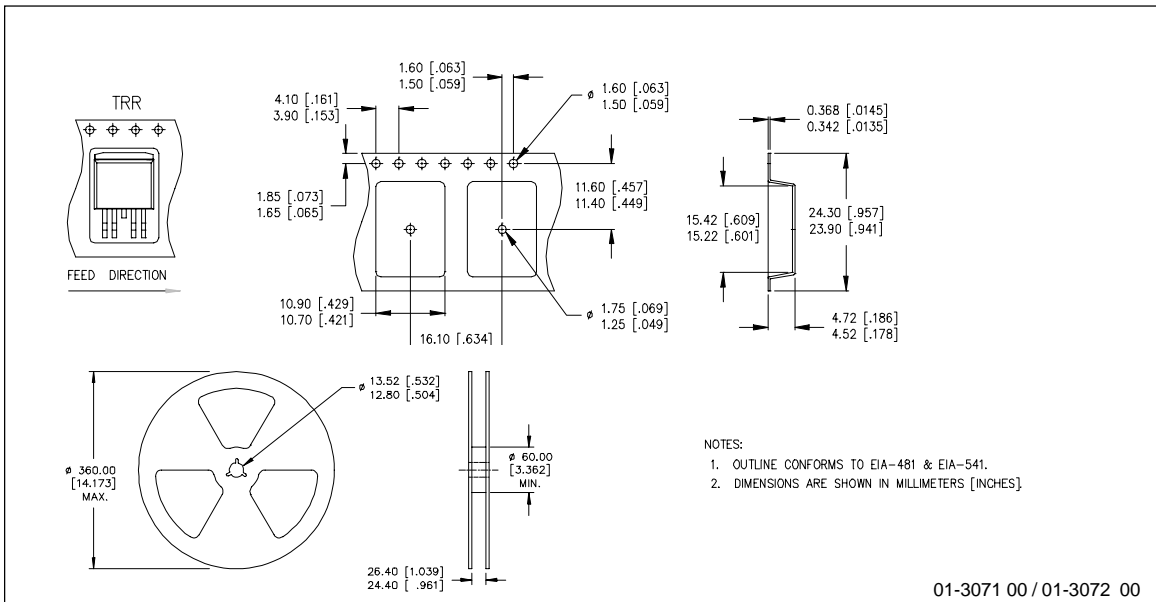 TRR
FEED DIRECTION
4.10 [.161]
3.90 [.153]
1.60 [.063]
1.50 [.059]
ø 1.60 [.063]
1.50 [.059]
1.85 [.073]
1.65 [.065]
11.60 [.457]
11.40 [.449]
10.90 [.429]
10.70 [.421]
16.10 [.634]
ø 1.75 [.069]
1.25 [.049]
0.368 [.0145]
0.342 [.0135]
15.42 [.609]
15.22 [.601]
24.30 [.957]
23.90 [.941]
4.72 [.186]
4.52 [.178]
ø 360.00
[14.173]
MAX.
ø 13.52 [.532]
12.80 [.504]
ø 60.00
[3.362]
MIN.
26.40 [1.039]
24.40 [ .961]
NOTES:
1. OUTLINE CONFORMS TO EIA-481 & EIA-541.
2. DIMENSIONS ARE SHOWN IN MILLIMETERS [INCHES].
01-3071 00 / 01-3072 00